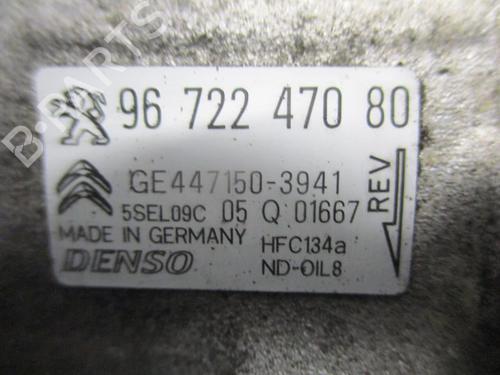 B-PARTS
96 722 470 80
GE447150-3941
5SEL09C 05 Q 01667
MADE IN GERMANY HFC134a
DENSO ND-OIL8
REV